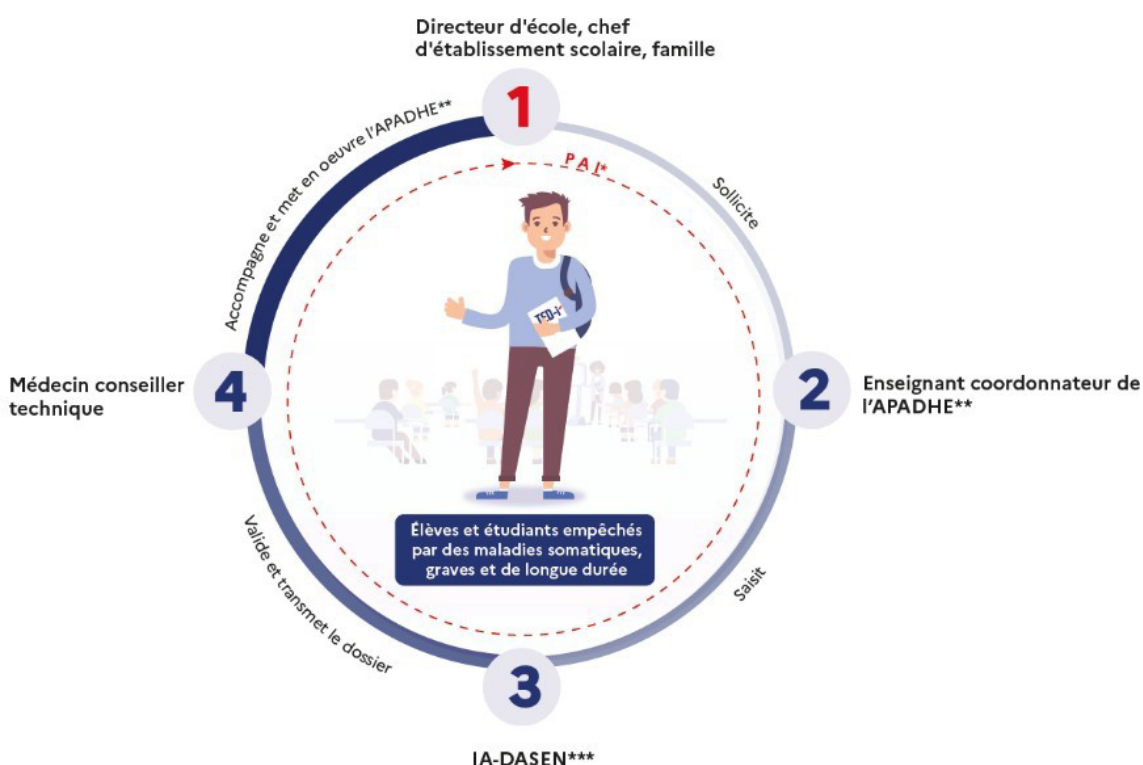 Directeur d'école, chef
d'établissement scolaire, famille
1
PAI*
Sollicite
2
Enseignant coordonnateur de
l'APADHE**
Saisit
3
IA-DASEN***
Valide et transmet le dossier
4
Médecin conseiller
technique
Accompagne et met en oeuvre l'APADHE**
TED-i
Élèves et étudiants empêchés
par des maladies somatiques,
graves et de longue durée